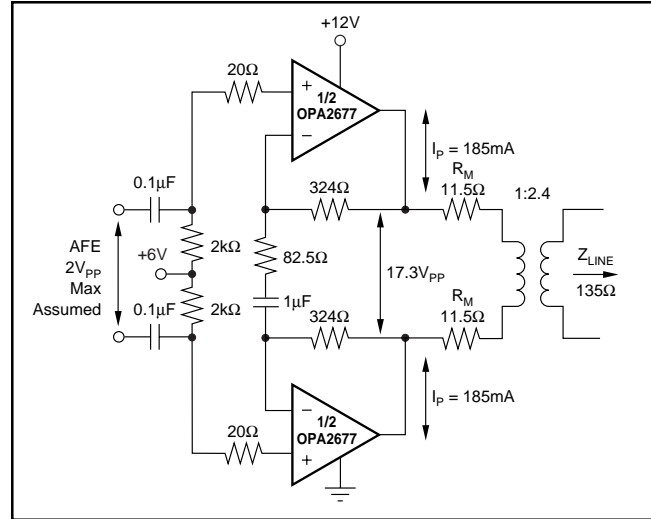 +12V
20Ω
+
1/2
OPA2677
−
I_P = 185mA
R_M
11.5Ω
1:2.4
0.1µF
324Ω
AFE
2V_PP
Max
Assumed
+6V
2kΩ
2kΩ
82.5Ω
1µF
17.3V_PP
Z_LINE
135Ω
0.1µF
324Ω
R_M
11.5Ω
I_P = 185mA
20Ω
−
1/2
OPA2677
+